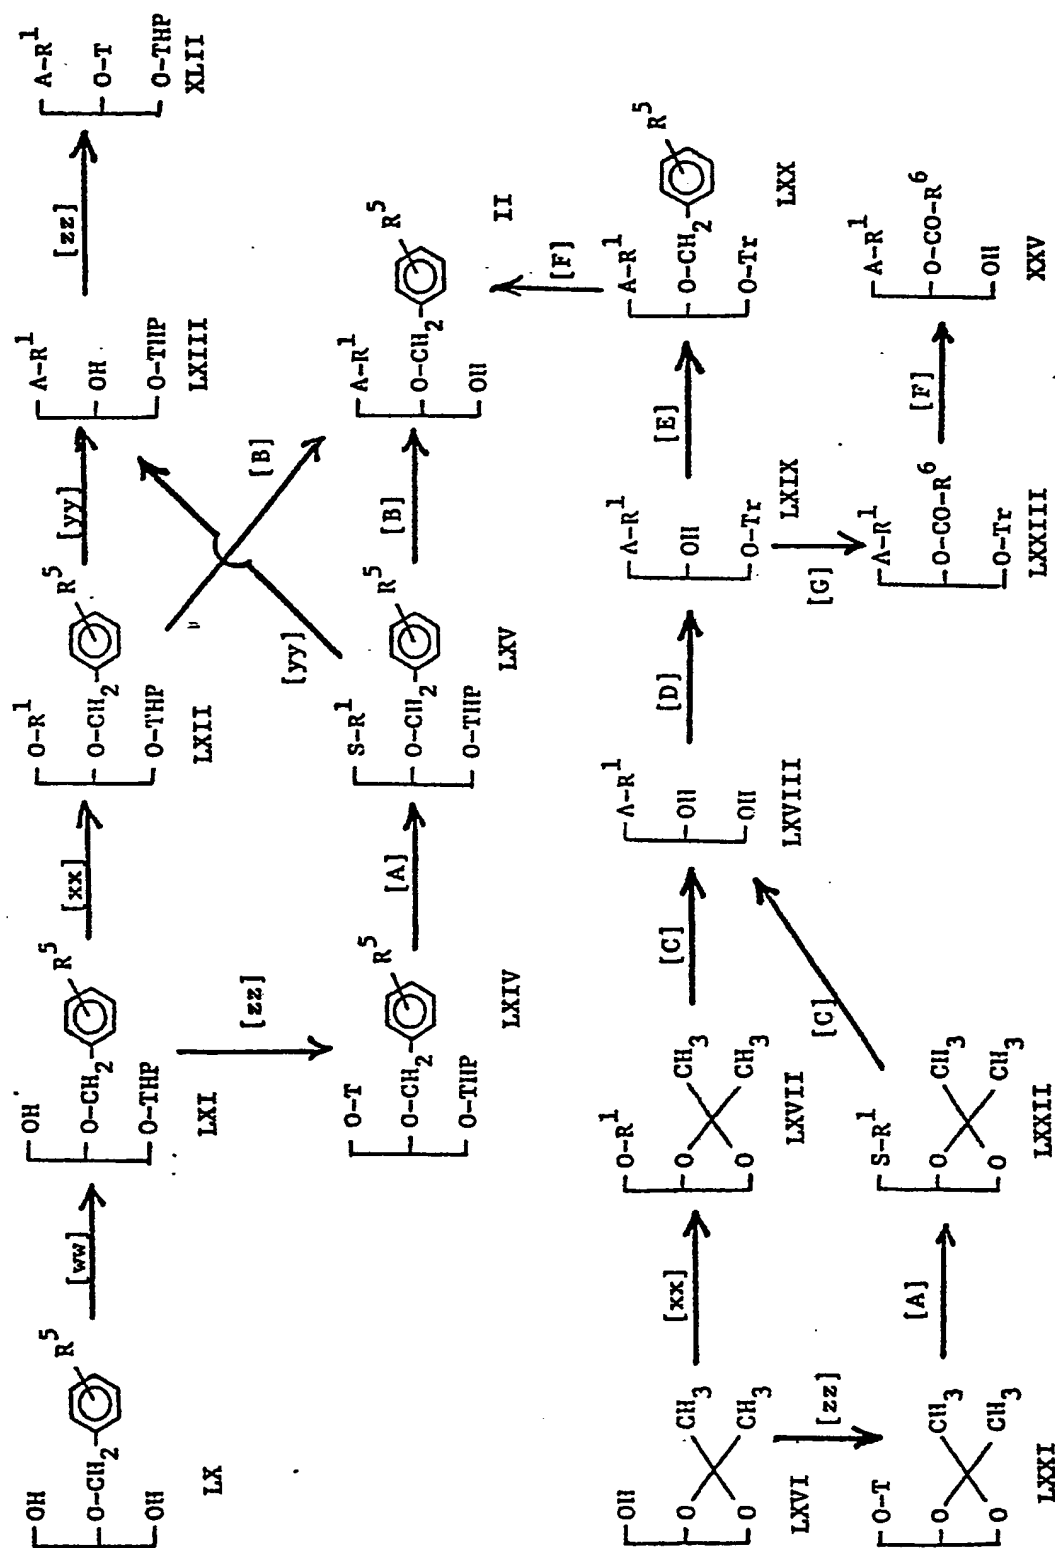 OH
O-CH₂
R⁵
OH
LX
[ww]
OH
O-CH₂
R⁵
O-THP
LXI
[xx]
O-R¹
O-CH₂
R⁵
O-THP
LXII
[yy]
A-R¹
OH
O-THP
LXIII
[zz]
A-R¹
O-T
O-THP
XLII
[zz]
[yy]
[B]
O-T
O-CH₂
R⁵
O-THP
LXIV
[A]
S-R¹
O-CH₂
R⁵
O-THP
LXV
[B]
A-R¹
O-CH₂
R⁵
OH
II
[F]
OH
O
CH₃
O
CH₃
LXVI
[xx]
O-R¹
O
CH₃
O
CH₃
LXVII
[C]
A-R¹
OH
OH
LXVIII
[D]
A-R¹
OH
O-Tr
LXIX
[E]
A-R¹
O-CH₂
R⁵
O-Tr
LXX
[zz]
[C]
[G]
O-T
O
CH₃
O
CH₃
LXXI
[A]
S-R¹
O
CH₃
O
CH₃
LXXII
A-R¹
O-CO-R⁶
O-Tr
LXXIII
[F]
A-R¹
O-CO-R⁶
OH
XXV